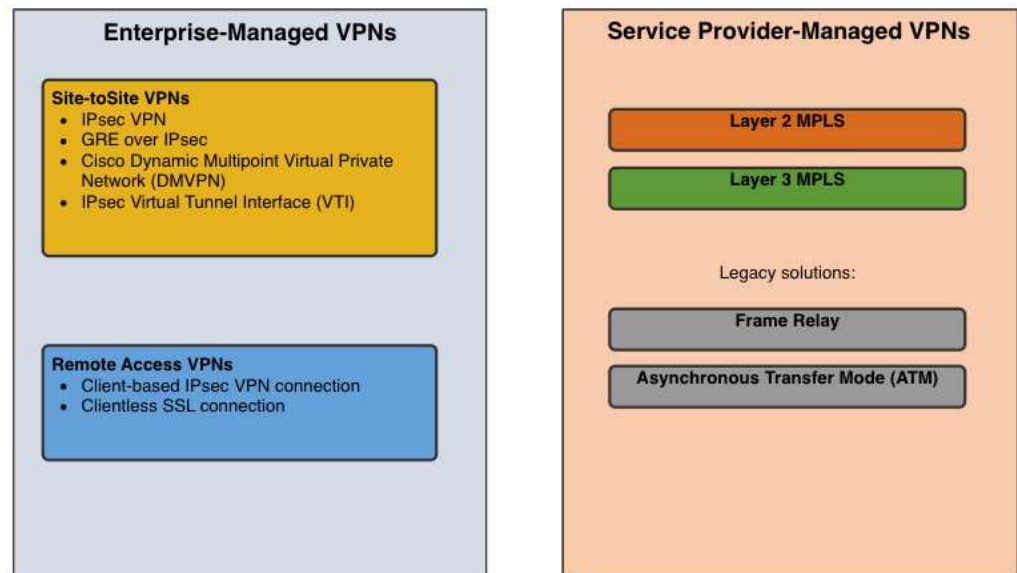 Enterprise-Managed VPNs
Site-toSite VPNs
• IPsec VPN
• GRE over IPsec
• Cisco Dynamic Multipoint Virtual Private
Network (DMVPN)
• IPsec Virtual Tunnel Interface (VTI)
Remote Access VPNs
• Client-based IPsec VPN connection
• Clientless SSL connection
Service Provider-Managed VPNs
Layer 2 MPLS
Layer 3 MPLS
Legacy solutions:
Frame Relay
Asynchronous Transfer Mode (ATM)